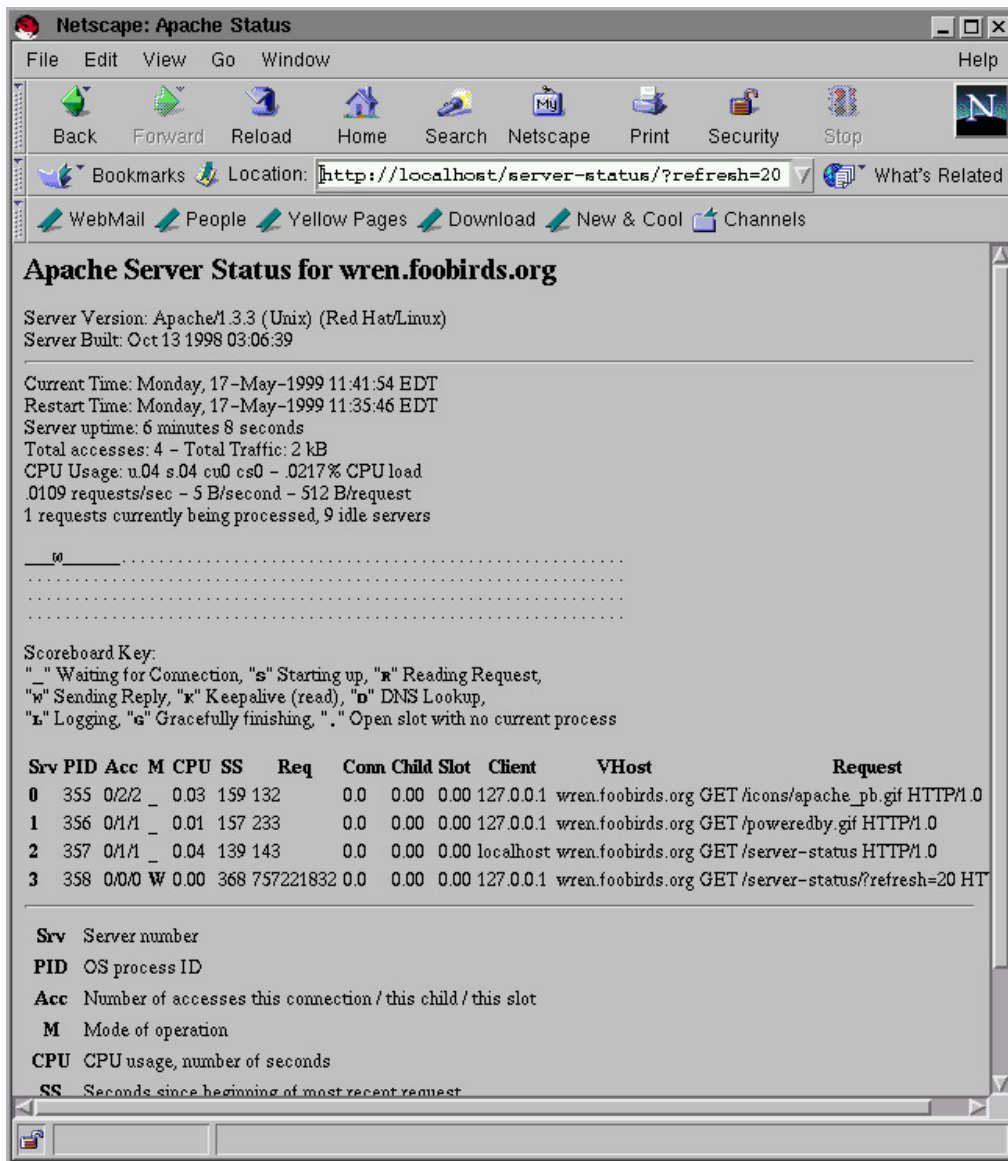 Netscape: Apache Status
File Edit View Go Window Help
Back Forward Reload Home Search Netscape Print Security Stop
My
N
Bookmarks Location: http://localhost/server-status/?refresh=20 What's Related
WebMail People Yellow Pages Download New & Cool Channels
Apache Server Status for wren.foobirds.org
Server Version: Apache/1.3.3 (Unix) (Red Hat/Linux)
Server Built: Oct 13 1998 03:06:39
Current Time: Monday, 17-May-1999 11:41:54 EDT
Restart Time: Monday, 17-May-1999 11:35:46 EDT
Server uptime: 6 minutes 8 seconds
Total accesses: 4 - Total Traffic: 2 kB
CPU Usage: u.04 s.04 cu0 cs0 - .0217% CPU load
.0109 requests/sec - 5 B/second - 512 B/request
1 requests currently being processed, 9 idle servers
___W______......................................................
................................................................
................................................................
................................................................
Scoreboard Key:
"_" Waiting for Connection, "S" Starting up, "R" Reading Request,
"W" Sending Reply, "K" Keepalive (read), "D" DNS Lookup,
"L" Logging, "G" Gracefully finishing, "." Open slot with no current process
Srv PID Acc M CPU SS Req Conn Child Slot Client VHost Request
0 355 0/2/2 _ 0.03 159 132 0.0 0.00 0.00 127.0.0.1 wren.foobirds.org GET /icons/apache_pb.gif HTTP/1.0
1 356 0/1/1 _ 0.01 157 233 0.0 0.00 0.00 127.0.0.1 wren.foobirds.org GET /poweredby.gif HTTP/1.0
2 357 0/1/1 _ 0.04 139 143 0.0 0.00 0.00 localhost wren.foobirds.org GET /server-status HTTP/1.0
3 358 0/0/0 W 0.00 368 757221832 0.0 0.00 0.00 127.0.0.1 wren.foobirds.org GET /server-status/?refresh=20 HT
Srv Server number
PID OS process ID
Acc Number of accesses this connection / this child / this slot
M Mode of operation
CPU CPU usage, number of seconds
SS Seconds since beginning of most recent request